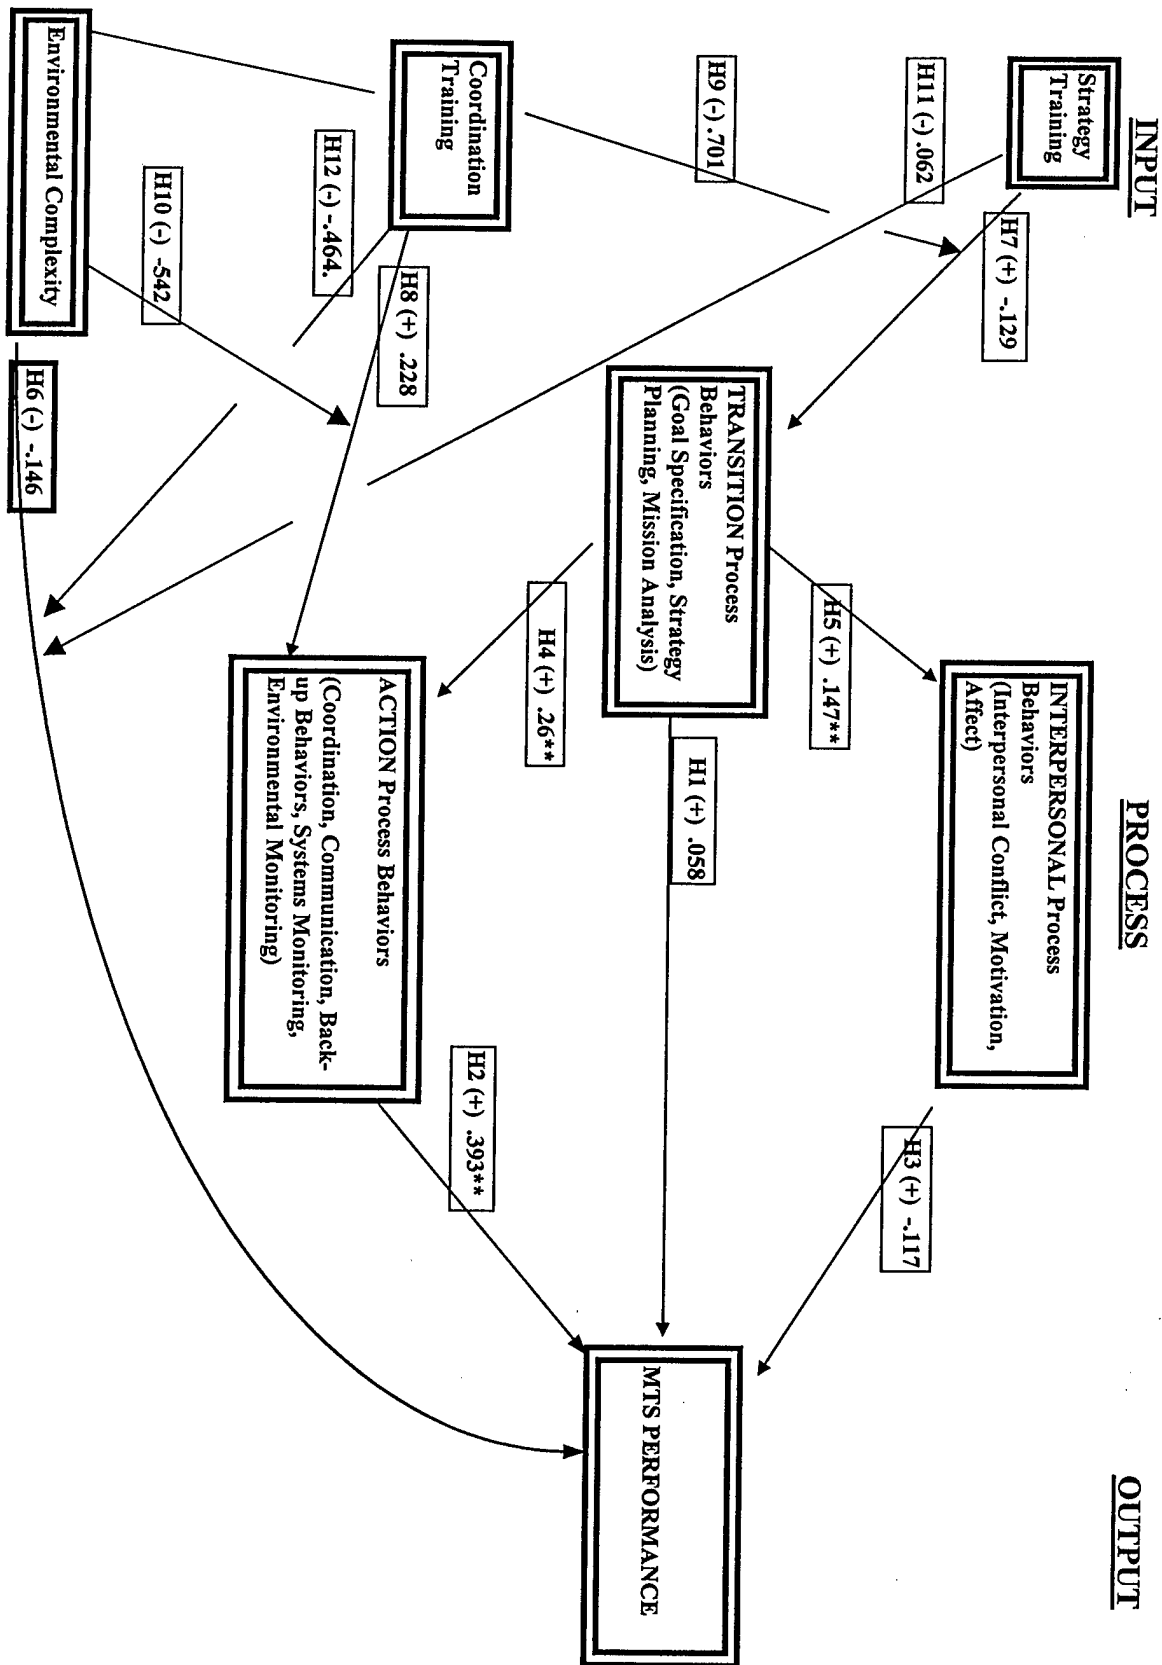 INPUT
PROCESS
OUTPUT
Strategy
Training
H11 (-) .062
H7 (+) -.129
H9 (-) .701
Coordination
Training
H8 (+) .228
H12 (-) -.464.
H10 (-) -542
Environmental Complexity
H6 (-) -.146
INTERPERSONAL Process
Behaviors
(Interpersonal Conflict, Motivation,
Affect)
H5 (+) .147**
H3 (+) -.117
TRANSITION Process
Behaviors
(Goal Specification, Strategy
Planning, Mission Analysis)
H1 (+) .058
H4 (+) .26**
ACTION Process Behaviors
(Coordination, Communication, Back-
up Behaviors, Systems Monitoring,
Environmental Monitoring)
H2 (+) .393**
MTS PERFORMANCE